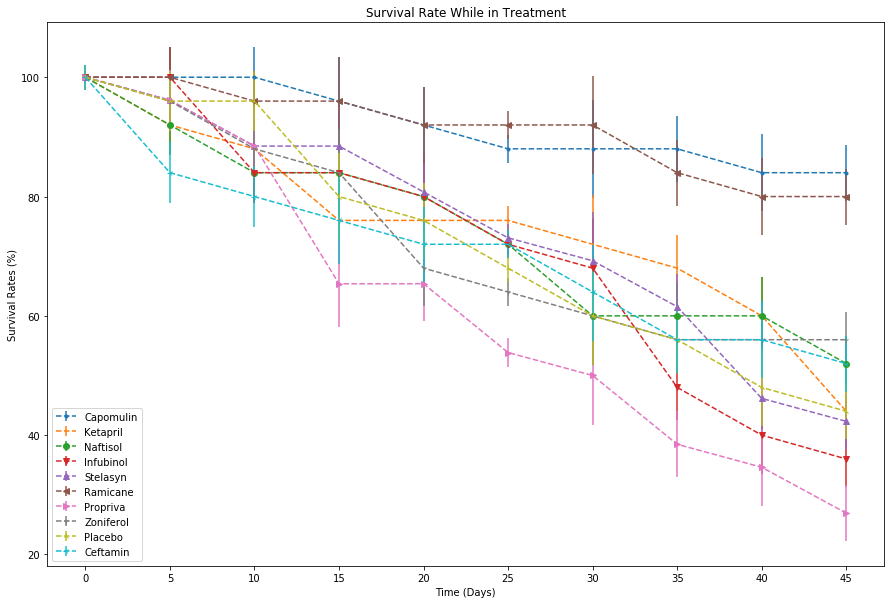 Survival Rate While in Treatment
Survival Rates (%)
100
80
60
40
20
Capomulin
Ketapril
Naftisol
Infubinol
Stelasyn
Ramicane
Propriva
Zoniferol
Placebo
Ceftamin
0 5 10 15 20 25 30 35 40 45
Time (Days)